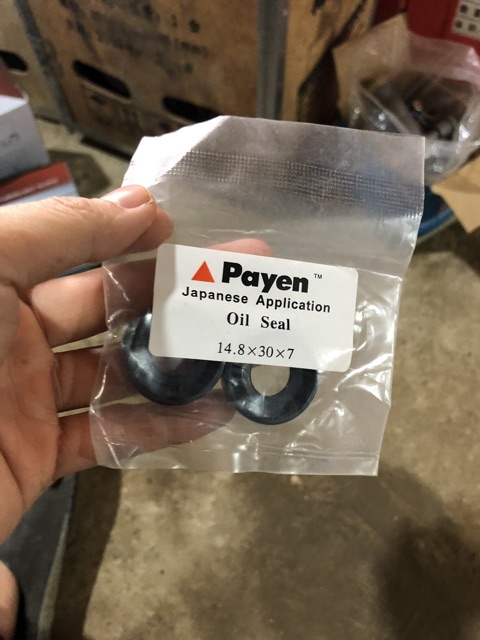 Payen™
Japanese Application
Oil Seal
14.8×30×7